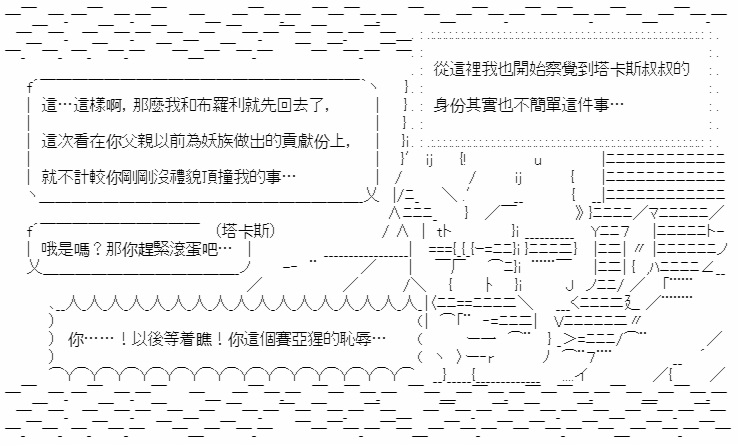 從這裡我也開始察覺到塔卡斯叔叔的
身份其實也不簡單這件事…
這…這樣啊，那麼我和布羅利就先回去了，
這次看在你父親以前為妖族做出的貢獻份上，
就不計較你剛剛沒禮貌頂撞我的事…
(塔卡斯)
哦是嗎？那你趕緊滾蛋吧…
你……！以後等着瞧！你這個賽亞猩的恥辱…